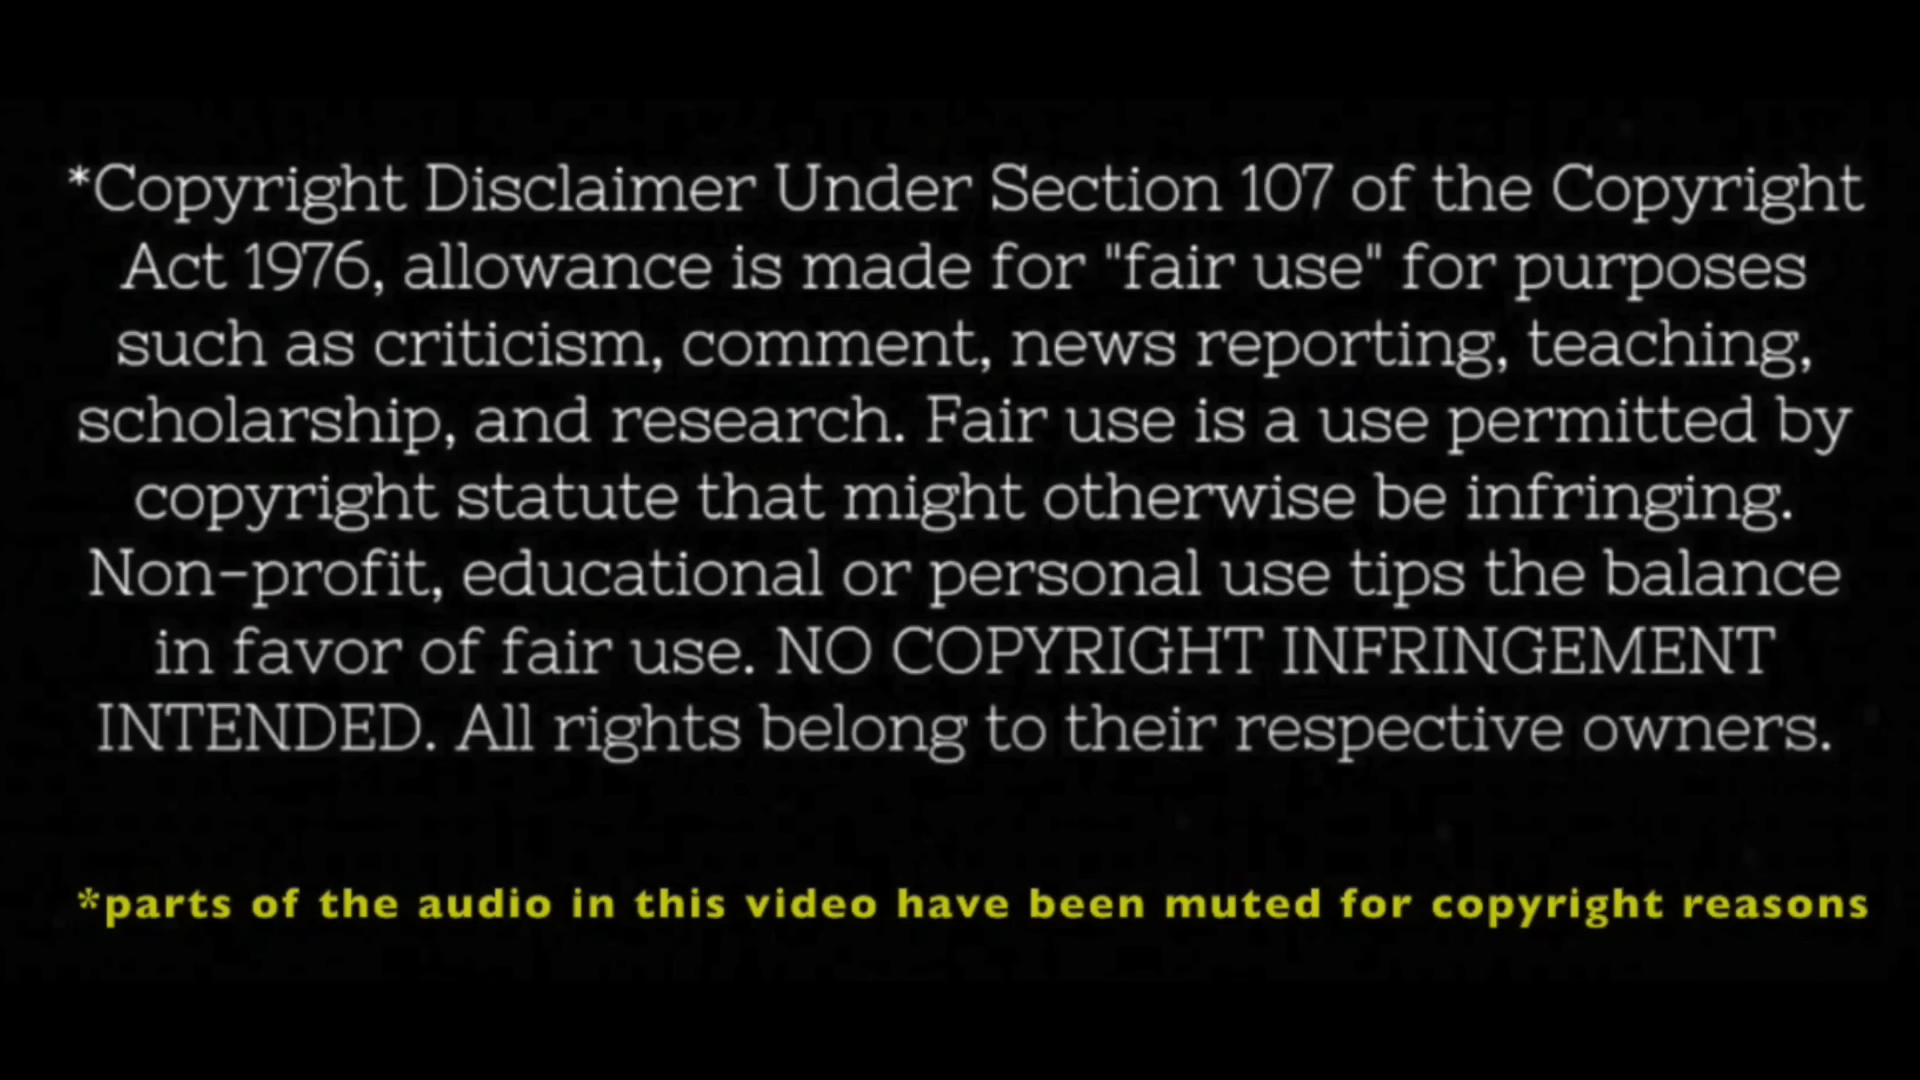 *Copyright Disclaimer Under Section 107 of the Copyright
Act 1976, allowance is made for "fair use" for purposes
such as criticism, comment, news reporting, teaching,
scholarship, and research. Fair use is a use permitted by
copyright statute that might otherwise be infringing.
Non-profit, educational or personal use tips the balance
in favor of fair use. NO COPYRIGHT INFRINGEMENT
INTENDED. All rights belong to their respective owners.
*parts of the audio in this video have been muted for copyright reasons